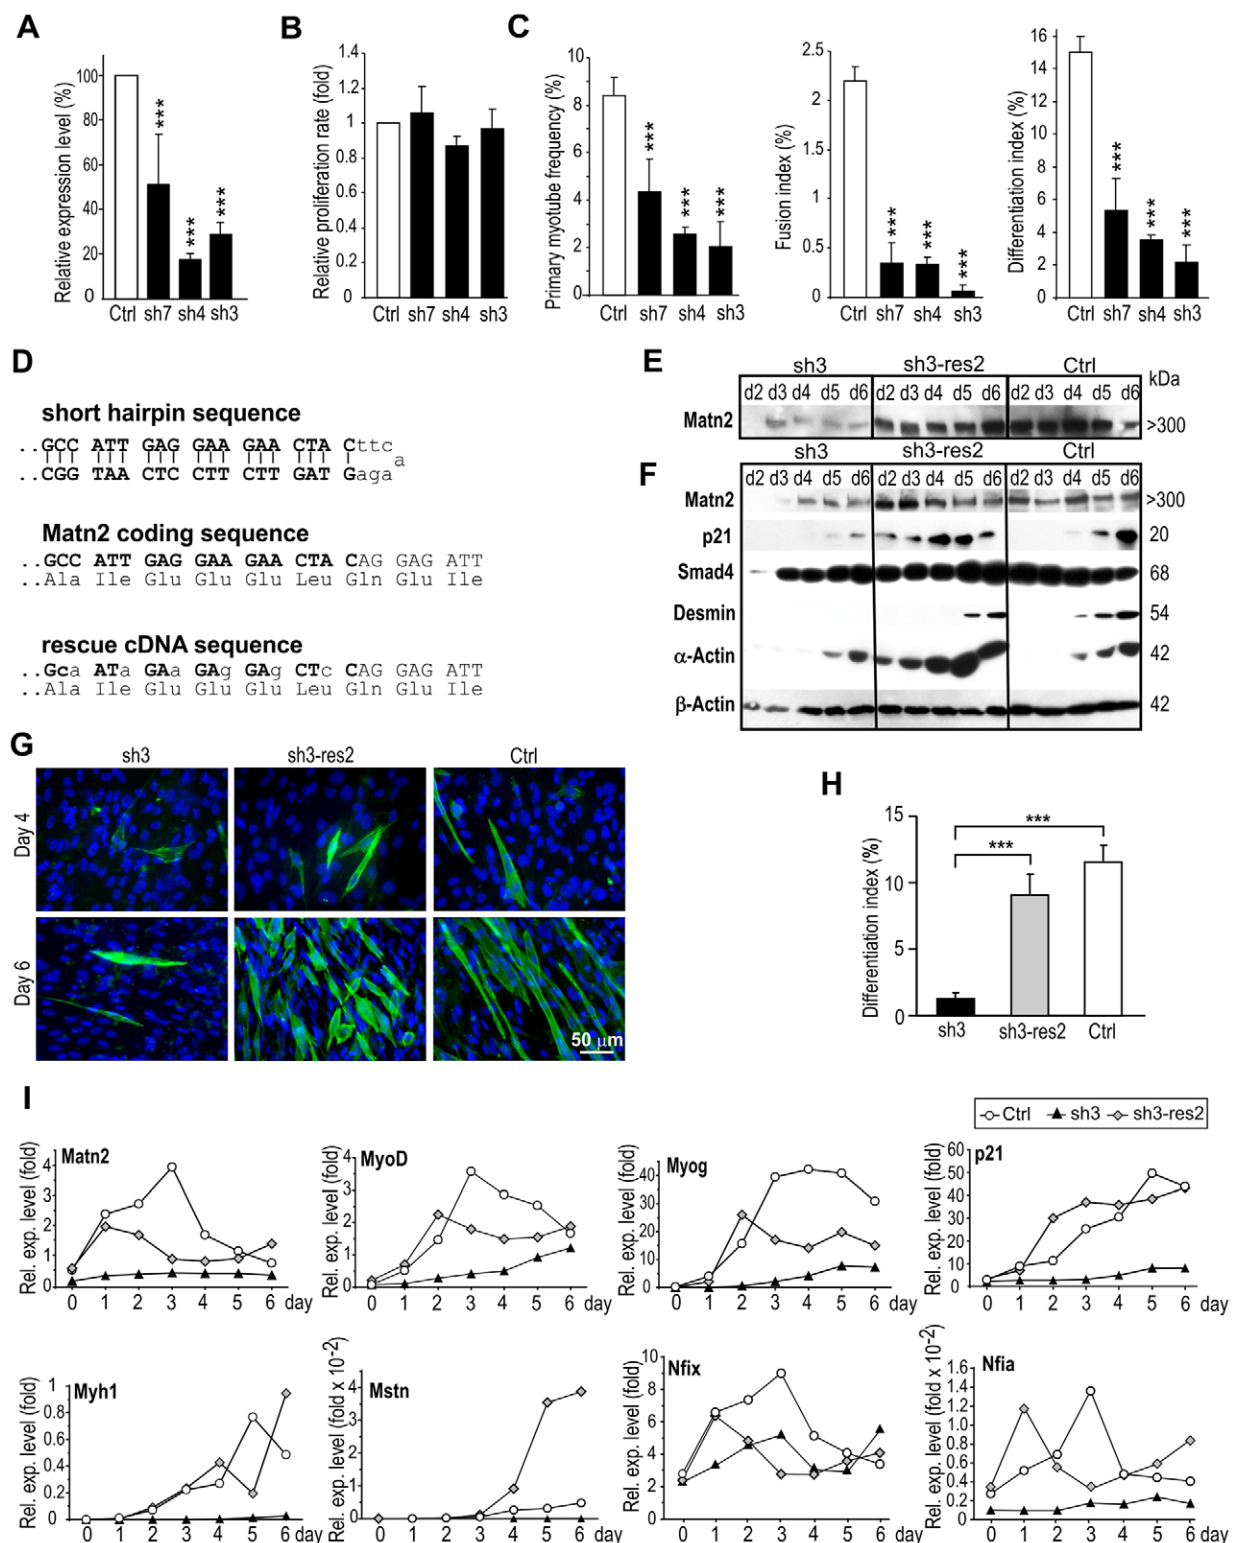 A
B
C
Relative expression level (%)
100
80
60
40
20
0
***
***
***
Ctrl sh7 sh4 sh3
Relative proliferation rate (fold)
1.4
1.2
1
0.8
0.6
0.4
0.2
0
Ctrl sh7 sh4 sh3
Primary myotube frequency (%)
10
8
6
4
2
0
***
***
***
Ctrl sh7 sh4 sh3
Fusion index (%)
2.5
2
1.5
1
0.5
0
***
***
***
Ctrl sh7 sh4 sh3
Differentiation index (%)
16
14
12
10
8
6
4
2
0
***
***
***
Ctrl sh7 sh4 sh3
D
short hairpin sequence
..GCC ATT GAG GAA GAA CTA Cttc
a
..CGG TAA CTC CTT CTT GAT Gaga
Matn2 coding sequence
..GCC ATT GAG GAA GAA CTA CAG GAG ATT
..Ala Ile Glu Glu Glu Leu Gln Glu Ile
rescue cDNA sequence
..Gca ATa GAa GAg GAg CTc CAG GAG ATT
..Ala Ile Glu Glu Glu Leu Gln Glu Ile
E
sh3 sh3-res2 Ctrl
d2 d3 d4 d5 d6 d2 d3 d4 d5 d6 d2 d3 d4 d5 d6 kDa
Matn2 >300
F
sh3 sh3-res2 Ctrl
d2 d3 d4 d5 d6 d2 d3 d4 d5 d6 d2 d3 d4 d5 d6
Matn2 >300
p21 20
Smad4 68
Desmin 54
α-Actin 42
β-Actin 42
G
sh3 sh3-res2 Ctrl
Day 4
Day 6
50 μm
H
Differentiation index (%)
15
10
5
0
***
***
sh3 sh3-res2 Ctrl
I
Ctrl sh3 sh3-res2
Matn2
Rel. exp. level (fold)
4
3
2
1
0
0 1 2 3 4 5 6 day
MyoD
Rel. exp. level (fold)
4
3
2
1
0
0 1 2 3 4 5 6 day
Myog
Rel. exp. level (fold)
40
30
20
10
0
0 1 2 3 4 5 6 day
p21
Rel. exp. level (fold)
60
50
40
30
20
10
0
0 1 2 3 4 5 6 day
Myh1
Rel. exp. level (fold)
1
0.8
0.6
0.4
0.2
0
0 1 2 3 4 5 6 day
Mstn
Rel. exp. level (fold x 10-2)
4
3
2
1
0
0 1 2 3 4 5 6 day
Nfix
Rel. exp. level (fold)
10
8
6
4
2
0
0 1 2 3 4 5 6 day
Nfia
Rel. exp. level (fold x 10-2)
1.6
1.4
1.2
1.0
0.8
0.6
0.4
0.2
0
0 1 2 3 4 5 6 day